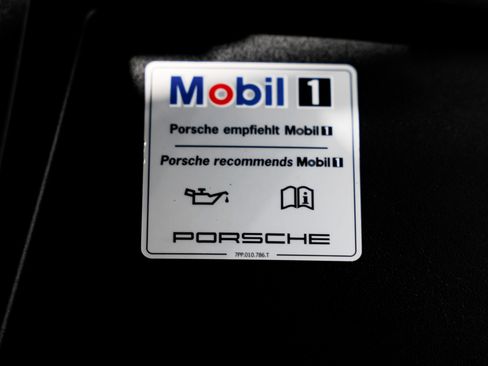 Mobil 1
Porsche empfiehlt Mobil 1
Porsche recommends Mobil 1
PORSCHE
7PP.010.786.T